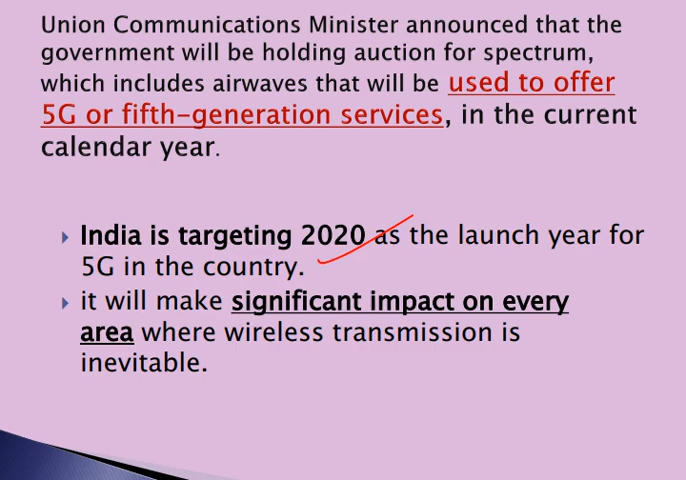 Union Communications Minister announced that the
government will be holding auction for spectrum,
which includes airwaves that will be used to offer
5G or fifth-generation services, in the current
calendar year.
India is targeting 2020 as the launch year for
5G in the country.
it will make significant impact on every
area where wireless transmission is
inevitable.